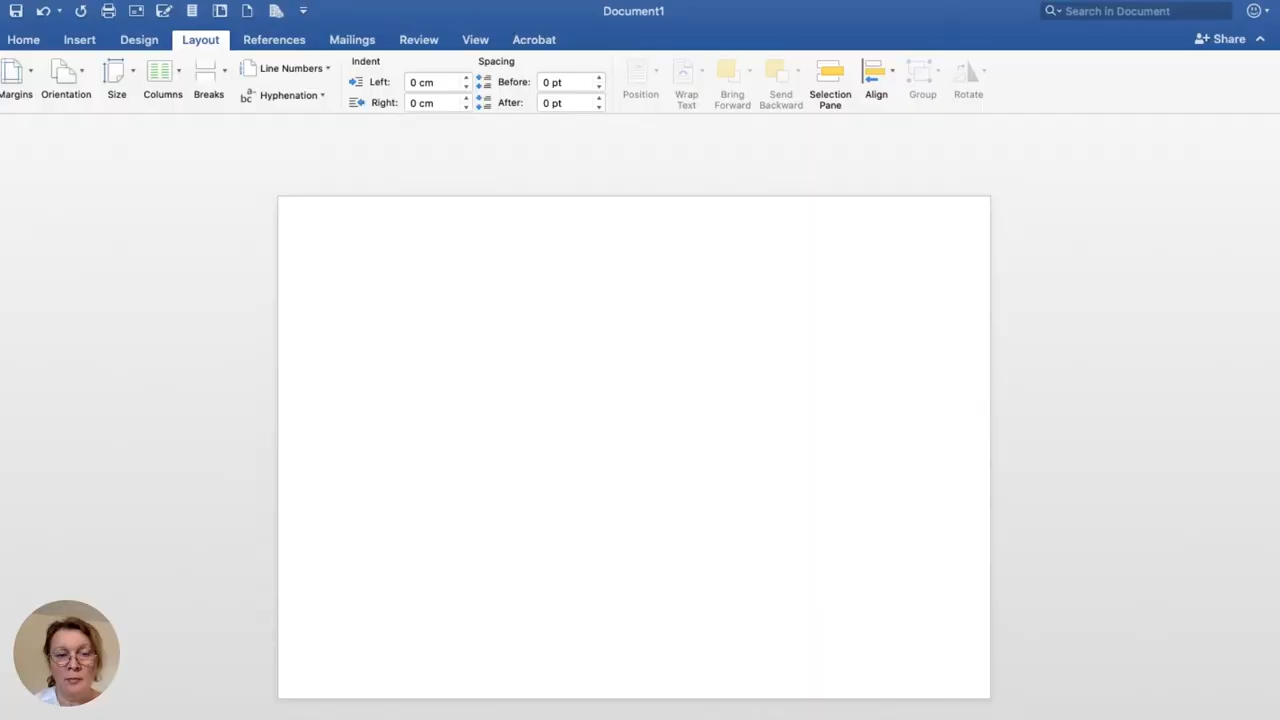 Document1
Search in Document
Home Insert Design Layout References Mailings Review View Acrobat Share
Line Numbers
Indent
Spacing
Left: 0 cm
Before: 0 pt
abc Hyphenation
Right: 0 cm
After: 0 pt
Margins Orientation Size Columns Breaks
Position Wrap Text Bring Forward Send Backward Selection Pane Align Group Rotate